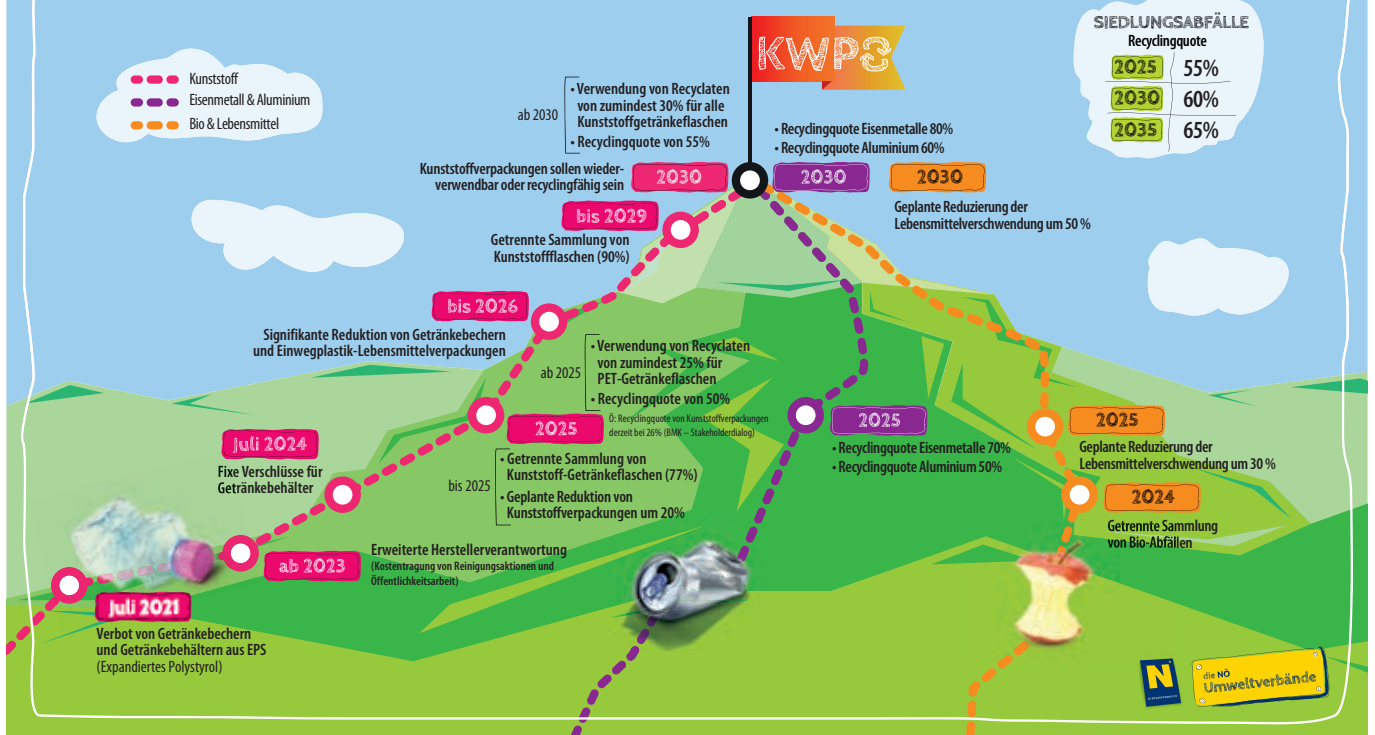 Kunststoff
Eisenmetall & Aluminium
Bio & Lebensmittel
KWP
SIEDLUNGSABFÄLLE
Recyclingquote
2025 55%
2030 60%
2035 65%
ab 2030
• Verwendung von Recyclaten
von zumindest 30% für alle
Kunststoffgetränkeflaschen
• Recyclingquote von 55%
Kunststoffverpackungen sollen wieder-
verwendbar oder recyclingfähig sein
2030
• Recyclingquote Eisenmetalle 80%
• Recyclingquote Aluminium 60%
2030
2030
Geplante Reduzierung der
Lebensmittelverschwendung um 50 %
bis 2029
Getrennte Sammlung von
Kunststoffflaschen (90%)
bis 2026
Signifikante Reduktion von Getränkebechern
und Einwegplastik-Lebensmittelverpackungen
ab 2025
• Verwendung von Recyclaten
von zumindest 25% für
PET-Getränkeflaschen
• Recyclingquote von 50%
Ö: Recyclingquote von Kunststoffverpackungen
derzeit bei 26% (BMK – Stakeholderdialog)
2025
bis 2025
• Getrennte Sammlung von
Kunststoff-Getränkeflaschen (77%)
• Geplante Reduktion von
Kunststoffverpackungen um 20%
2025
• Recyclingquote Eisenmetalle 70%
• Recyclingquote Aluminium 50%
2025
Geplante Reduzierung der
Lebensmittelverschwendung um 30 %
2024
Getrennte Sammlung
von Bio-Abfällen
Juli 2024
Fixe Verschlüsse für
Getränkebehälter
ab 2023
Erweiterte Herstellerverantwortung
(Kostentragung von Reinigungsaktionen und
Öffentlichkeitsarbeit)
Juli 2021
Verbot von Getränkebechern
und Getränkebehältern aus EPS
(Expandiertes Polystyrol)
N
die NÖ
Umweltverbände